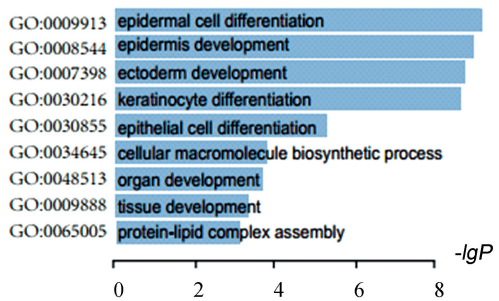 GO:0009913 epidermal cell differentiation
GO:0008544 epidermis development
GO:0007398 ectoderm development
GO:0030216 keratinocyte differentiation
GO:0030855 epithelial cell differentiation
GO:0034645 cellular macromolecule biosynthetic process
GO:0048513 organ development
GO:0009888 tissue development
GO:0065005 protein-lipid complex assembly
-lgP
0 2 4 6 8